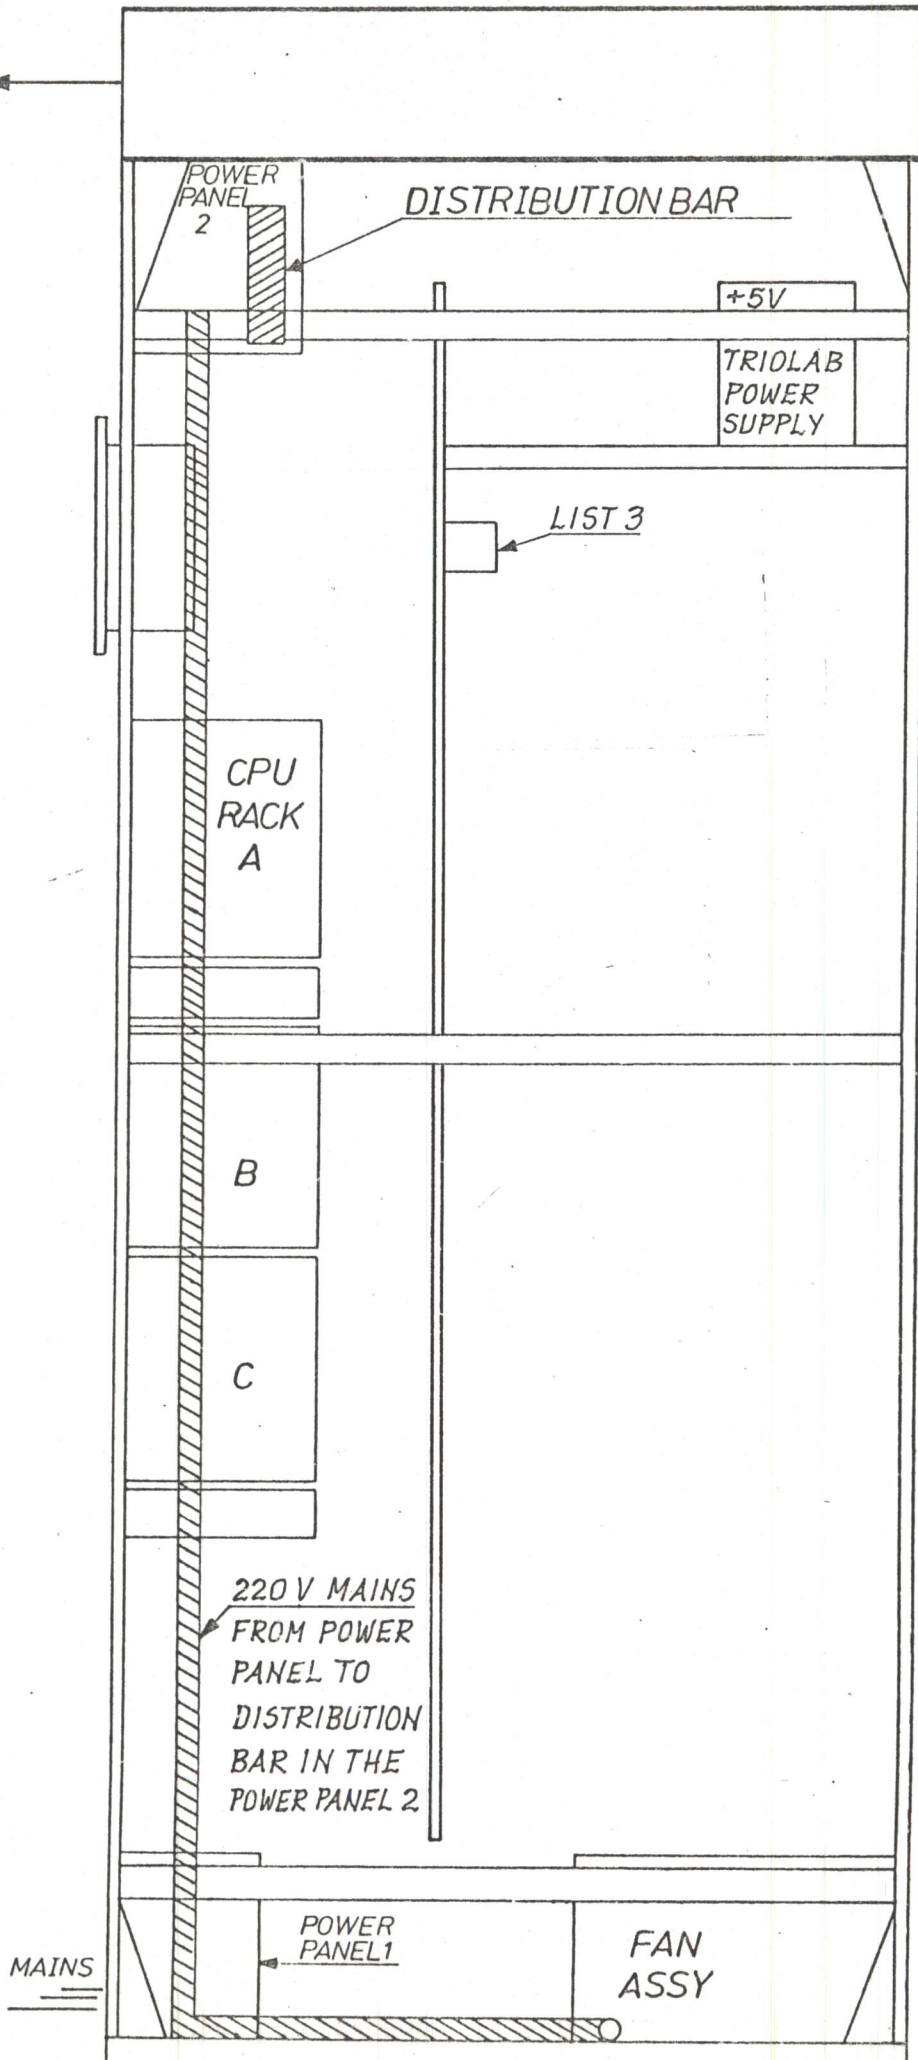 POWER
PANEL
2
DISTRIBUTION BAR
+5V
TRIOLAB
POWER
SUPPLY
LIST 3
CPU
RACK
A
B
C
220 V MAINS
FROM POWER
PANEL TO
DISTRIBUTION
BAR IN THE
POWER PANEL 2
POWER
PANEL1
FAN
ASSY
MAINS